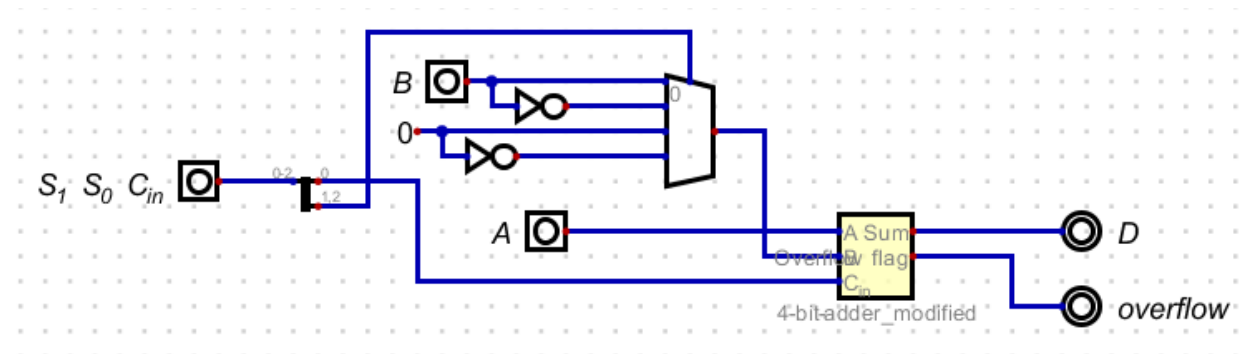 B
0
0
0-2 0
S₁ S₀ Cᵢₙ
1,2
A
A Sum
D
Overflow flag
B
Cᵢₙ
4-bit-adder_modified
overflow